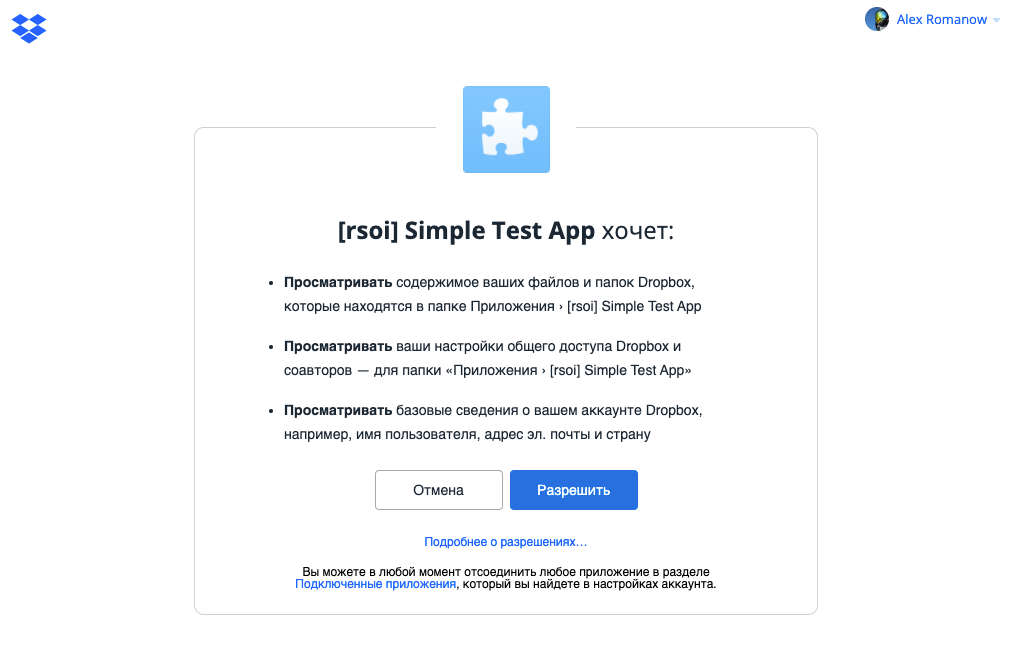 Alex Romanow
[rsoi] Simple Test App хочет:
• Просматривать содержимое ваших файлов и папок Dropbox,
которые находятся в папке Приложения › [rsoi] Simple Test App
• Просматривать ваши настройки общего доступа Dropbox и
соавторов — для папки «Приложения › [rsoi] Simple Test App»
• Просматривать базовые сведения о вашем аккаунте Dropbox,
например, имя пользователя, адрес эл. почты и страну
Отмена
Разрешить
Подробнее о разрешениях…
Вы можете в любой момент отсоединить любое приложение в разделе
Подключенные приложения, который вы найдете в настройках аккаунта.